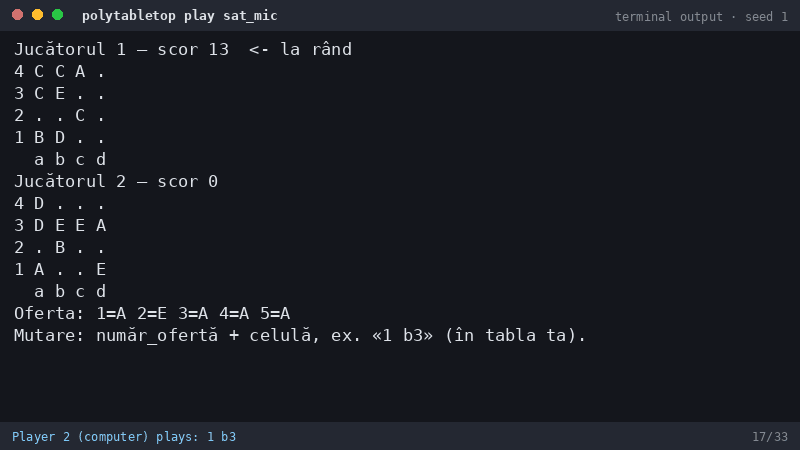 polytabletop play sat_mic
terminal output · seed 1
Jucătorul 1 — scor 13  <- la rând
4 C C A .
3 C E . .
2 . . C .
1 B D . .
  a b c d
Jucătorul 2 — scor 0
4 D . . .
3 D E E A
2 . B . .
1 A . . E
  a b c d
Oferta: 1=A 2=E 3=A 4=A 5=A
Mutare: număr_ofertă + celulă, ex. «1 b3» (în tabla ta).
Player 2 (computer) plays: 1 b3
17/33